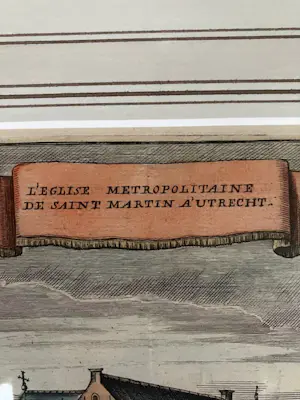 L'EGLISE METROPOLITAINE
DE SAINT MARTIN A'UTRECHT.